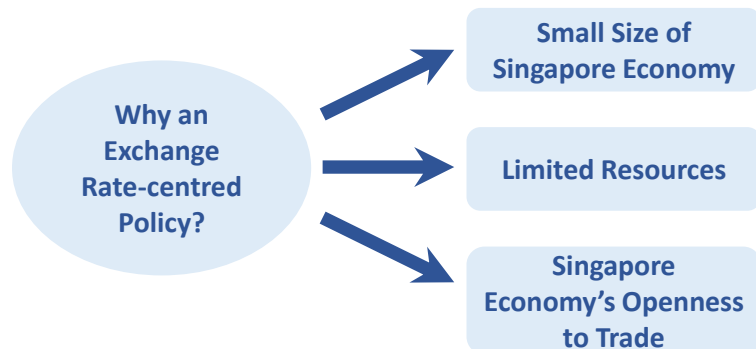 Why an
Exchange
Rate-centred
Policy?
Small Size of
Singapore Economy
Limited Resources
Singapore
Economy's Openness
to Trade